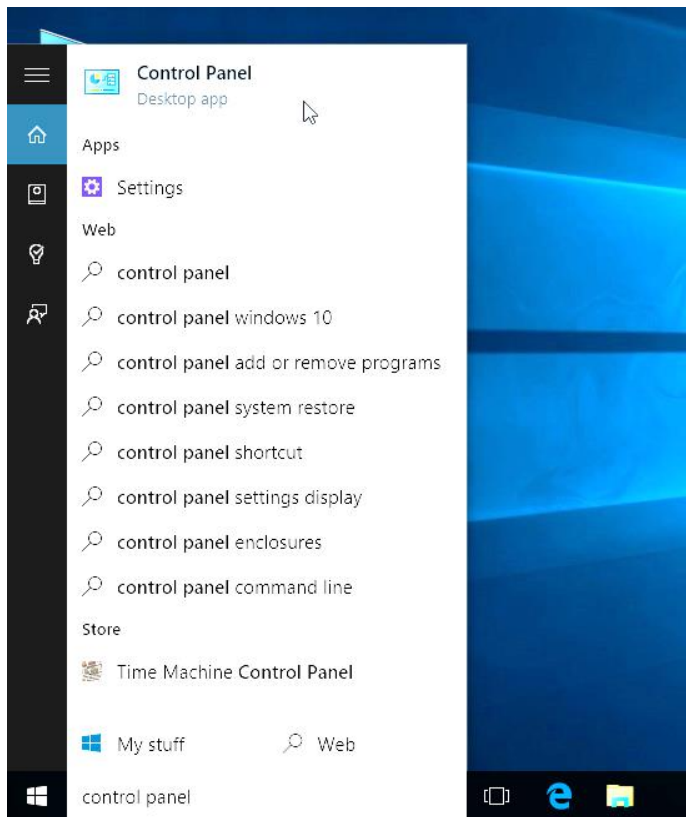 Control Panel
Desktop app
Apps
Settings
Web
control panel
control panel windows 10
control panel add or remove programs
control panel system restore
control panel shortcut
control panel settings display
control panel enclosures
control panel command line
Store
Time Machine Control Panel
My stuff Web
control panel